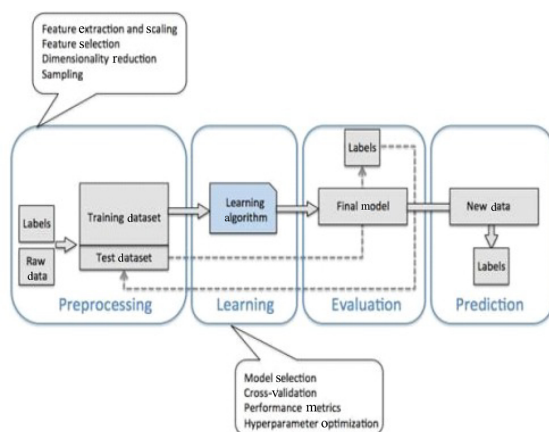 Feature extraction and scaling
Feature selection
Dimensionality reduction
Sampling
Labels
Raw
data
Training dataset
Test dataset
Preprocessing
Learning
algorithm
Learning
Labels
Final model
Evaluation
New data
Labels
Prediction
Model selection
Cross-validation
Performance metrics
Hyperparameter optimization